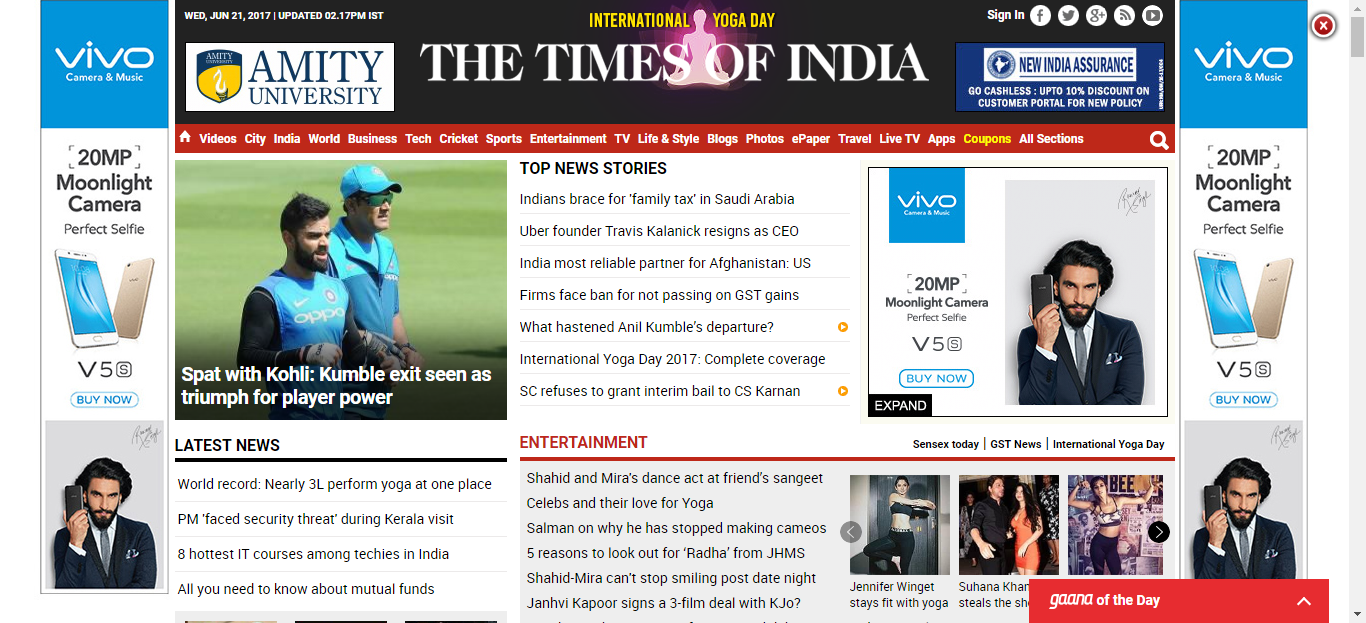 vivo
Camera & Music
20MP
Moonlight
Camera
Perfect Selfie
V5s
BUY NOW
WED, JUN 21, 2017 | UPDATED 02.17PM IST
INTERNATIONAL YOGA DAY
Sign In
AMITY
UNIVERSITY
AMITY
UNIVERSITY
THE TIMES OF INDIA
NEW INDIA ASSURANCE
GO CASHLESS : UPTO 10% DISCOUNT ON
CUSTOMER PORTAL FOR NEW POLICY
Videos City India World Business Tech Cricket Sports Entertainment TV Life & Style Blogs Photos ePaper Travel Live TV Apps Coupons All Sections
Spat with Kohli: Kumble exit seen as
triumph for player power
oppo
TOP NEWS STORIES
Indians brace for 'family tax' in Saudi Arabia
Uber founder Travis Kalanick resigns as CEO
India most reliable partner for Afghanistan: US
Firms face ban for not passing on GST gains
What hastened Anil Kumble's departure?
International Yoga Day 2017: Complete coverage
SC refuses to grant interim bail to CS Karnan
vivo
Camera & Music
20MP
Moonlight Camera
Perfect Selfie
V5s
BUY NOW
EXPAND
LATEST NEWS
World record: Nearly 3L perform yoga at one place
PM 'faced security threat' during Kerala visit
8 hottest IT courses among techies in India
All you need to know about mutual funds
ENTERTAINMENT
Sensex today | GST News | International Yoga Day
Shahid and Mira's dance act at friend's sangeet
Celebs and their love for Yoga
Salman on why he has stopped making cameos
5 reasons to look out for ‘Radha’ from JHMS
Shahid-Mira can't stop smiling post date night
Janhvi Kapoor signs a 3-film deal with KJo?
Jennifer Winget
stays fit with yoga
Suhana Khan
steals the
gaana of the Day
vivo
Camera & Music
20MP
Moonlight
Camera
Perfect Selfie
V5s
BUY NOW